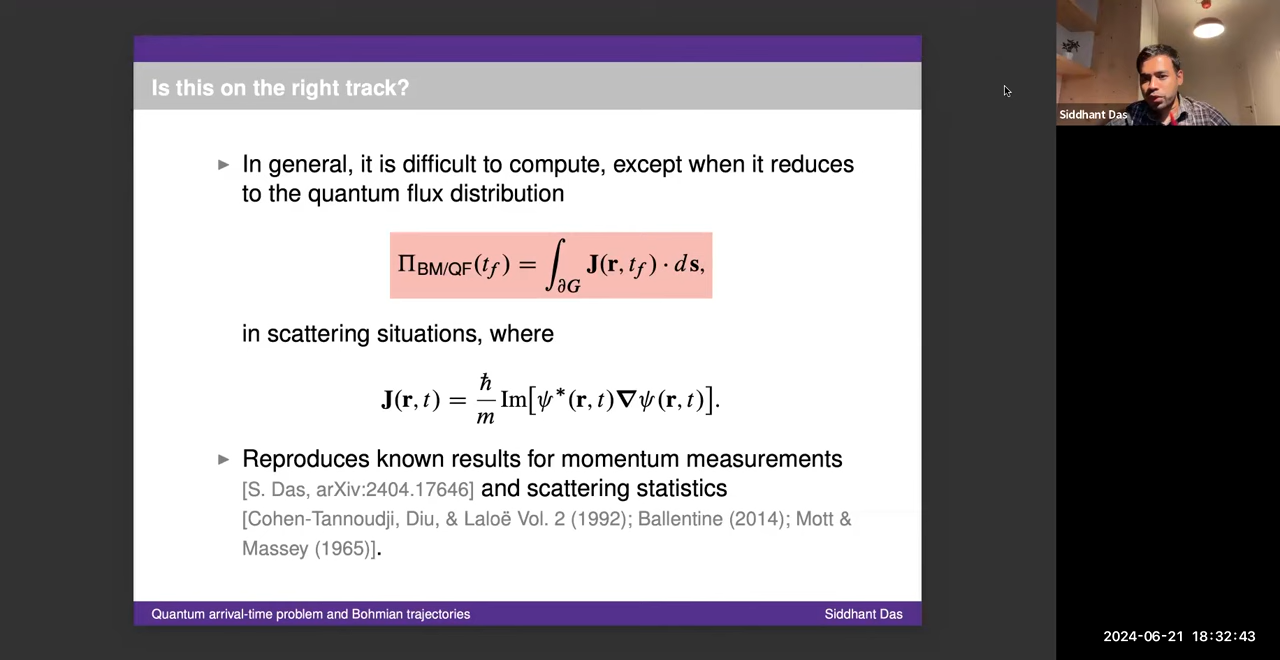 Is this on the right track?
▶ In general, it is difficult to compute, except when it reduces
to the quantum flux distribution
Π_BM/QF(t_f) = ∫_∂G J(r, t_f) · ds,
in scattering situations, where
J(r, t) = ħ/m Im[ψ*(r, t)∇ψ(r, t)].
▶ Reproduces known results for momentum measurements
[S. Das, arXiv:2404.17646] and scattering statistics
[Cohen-Tannoudji, Diu, & Laloë Vol. 2 (1992); Ballentine (2014); Mott &
Massey (1965)].
Quantum arrival-time problem and Bohmian trajectories
Siddhant Das
Siddhant Das
2024-06-21 18:32:43